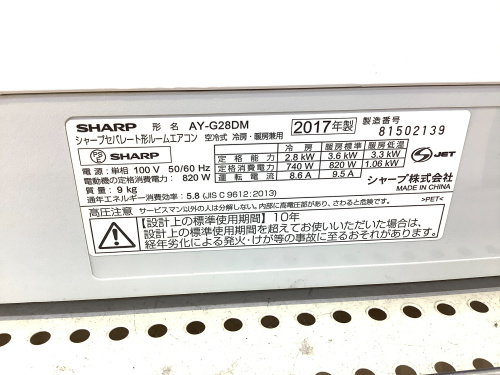 SHARP 形名 AY-G28DM 2017年製 製造番号 81502139
シャープセパレート形ルームエアコン 空冷式 冷房・暖房兼用
PS E SHARP
冷房 暖房標準 暖房低温
定格能力 2.8 kW 3.6 kW 3.3 kW
定格消費電力 740 W 820 W 1.06 kW
運転電流 8.6 A 9.5 A
S JET
電源：単相 100 V 50/60 Hz
電動機の定格消費電力：820 W
質量：9 kg
通年エネルギー消費効率：5.8 (JIS C 9612:2013)
シャープ株式会社
MADE IN CHINA
>PET<
高圧注意 サービスマン以外の人は分解しない。内部に高電圧部があり、さわると危険です。
【設計上の標準使用期間】10年
【設計上の標準使用期間を超えてお使いいただいた場合は、
経年劣化による発火・けが等の事故に至るおそれがあります。】